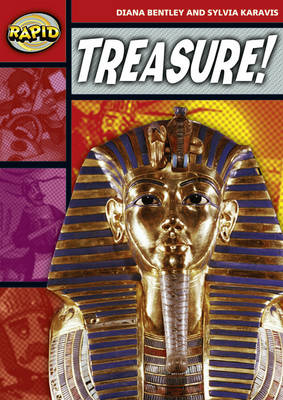 DIANA BENTLEY AND SYLVIA KARAVIS
RAPID
TREASURE!